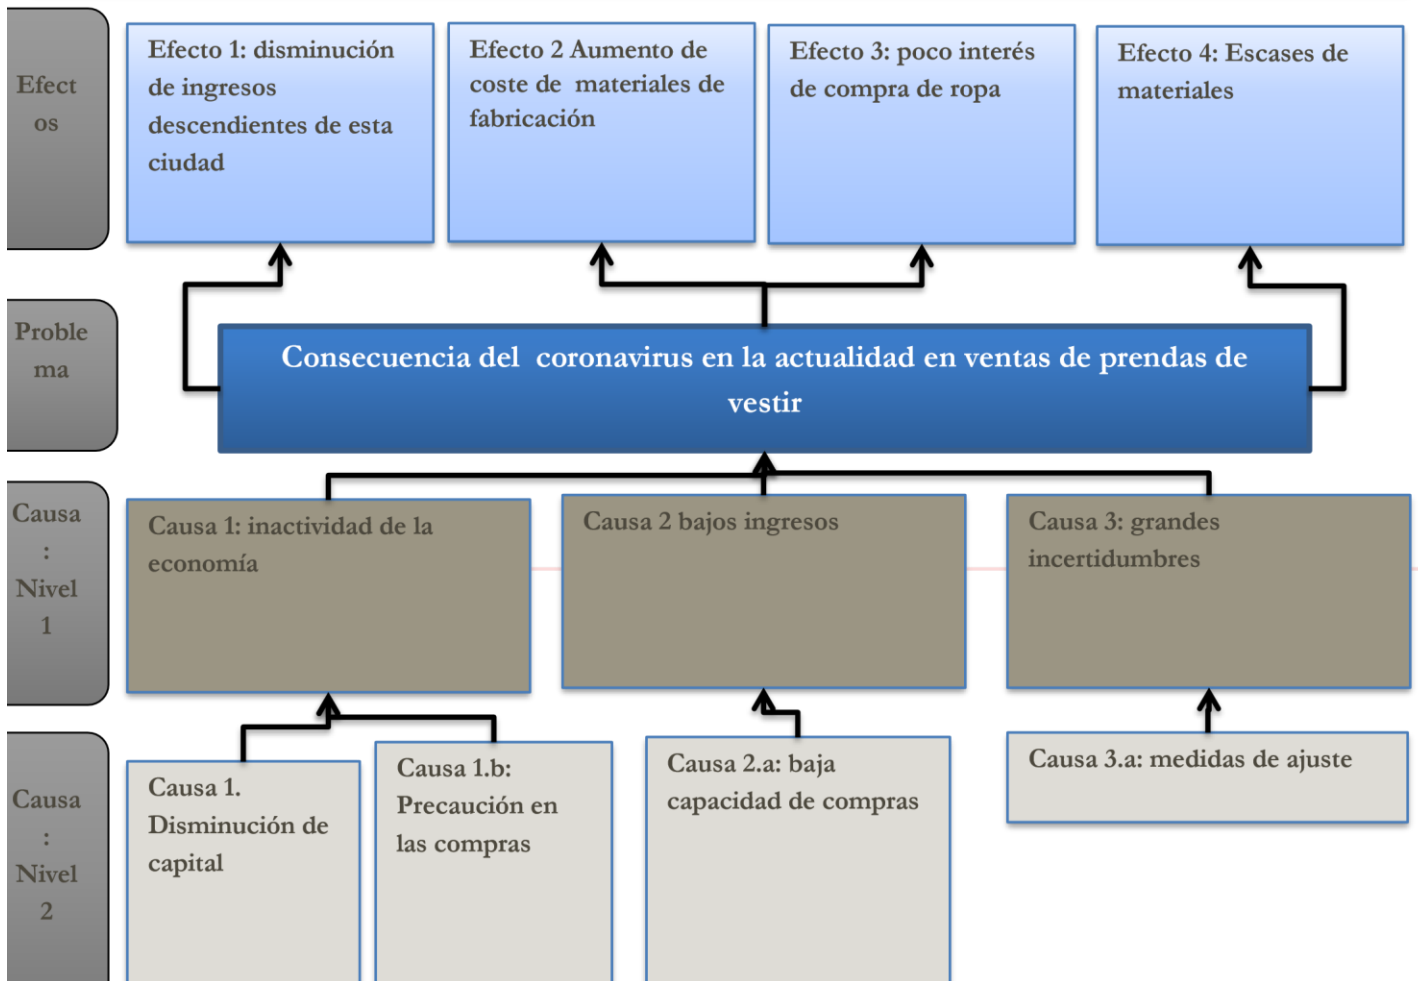 Efect
os
Efecto 1: disminución
de ingresos
descendientes de esta
ciudad
Efecto 2 Aumento de
coste de materiales de
fabricación
Efecto 3: poco interés
de compra de ropa
Efecto 4: Escases de
materiales
Proble
ma
Consecuencia del coronavirus en la actualidad en ventas de prendas de
vestir
Causa
:
Nivel
1
Causa 1: inactividad de la
economía
Causa 2 bajos ingresos
Causa 3: grandes
incertidumbres
Causa
:
Nivel
2
Causa 1.
Disminución de
capital
Causa 1.b:
Precaución en
las compras
Causa 2.a: baja
capacidad de compras
Causa 3.a: medidas de ajuste